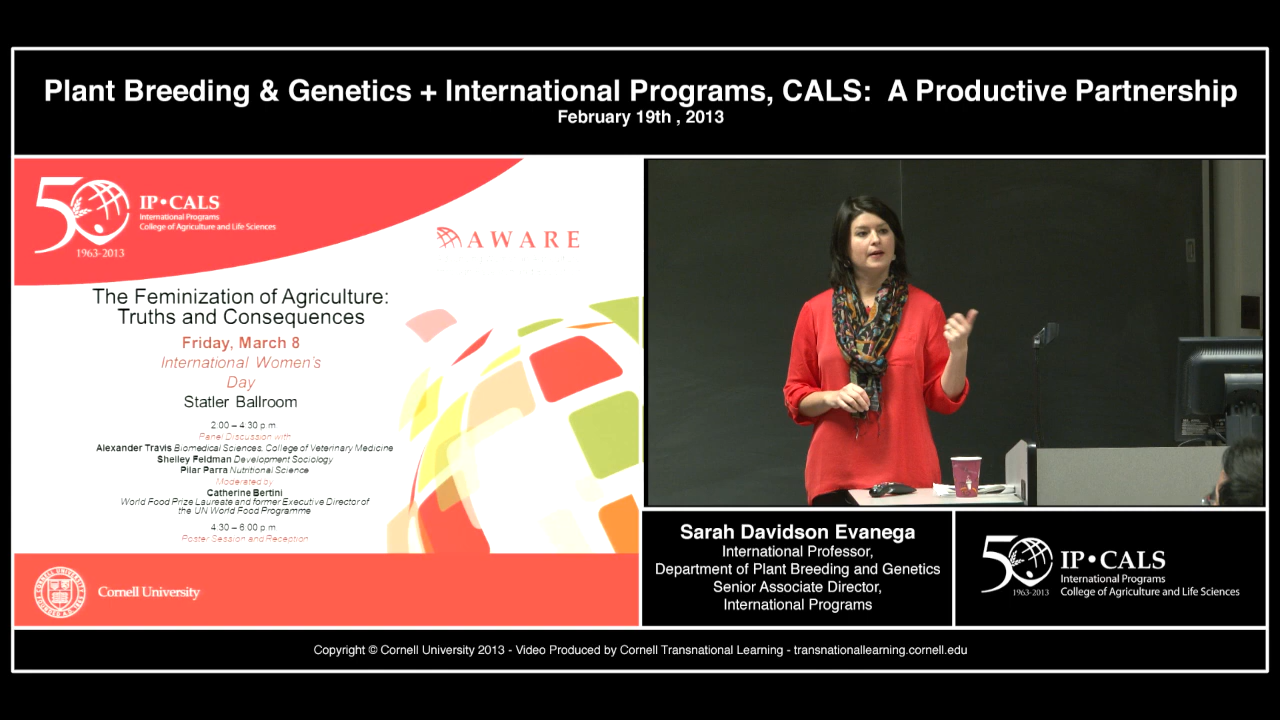 Plant Breeding & Genetics + International Programs, CALS: A Productive Partnership
February 19th , 2013
50 IP•CALS
International Programs
College of Agriculture and Life Sciences
1963-2013
AWARE
The Feminization of Agriculture:
Truths and Consequences
Friday, March 8
International Women's
Day
Statler Ballroom
2:00 – 4:30 p.m
Panel Discussion with
Alexander Travis Biomedical Sciences, College of Veterinary Medicine
Shelley Feldman Development Sociology
Pilar Parra Nutritional Science
Moderated by
Catherine Bertini
World Food Prize Laureate and former Executive Director of
the UN World Food Programme
4:30 – 6:00 p.m
Poster Session and Reception
Cornell University
Sarah Davidson Evanega
International Professor,
Department of Plant Breeding and Genetics
Senior Associate Director,
International Programs
50 IP•CALS
International Programs
1963-2013 College of Agriculture and Life Sciences
Copyright © Cornell University 2013 - Video Produced by Cornell Transnational Learning - transnationallearning.cornell.edu